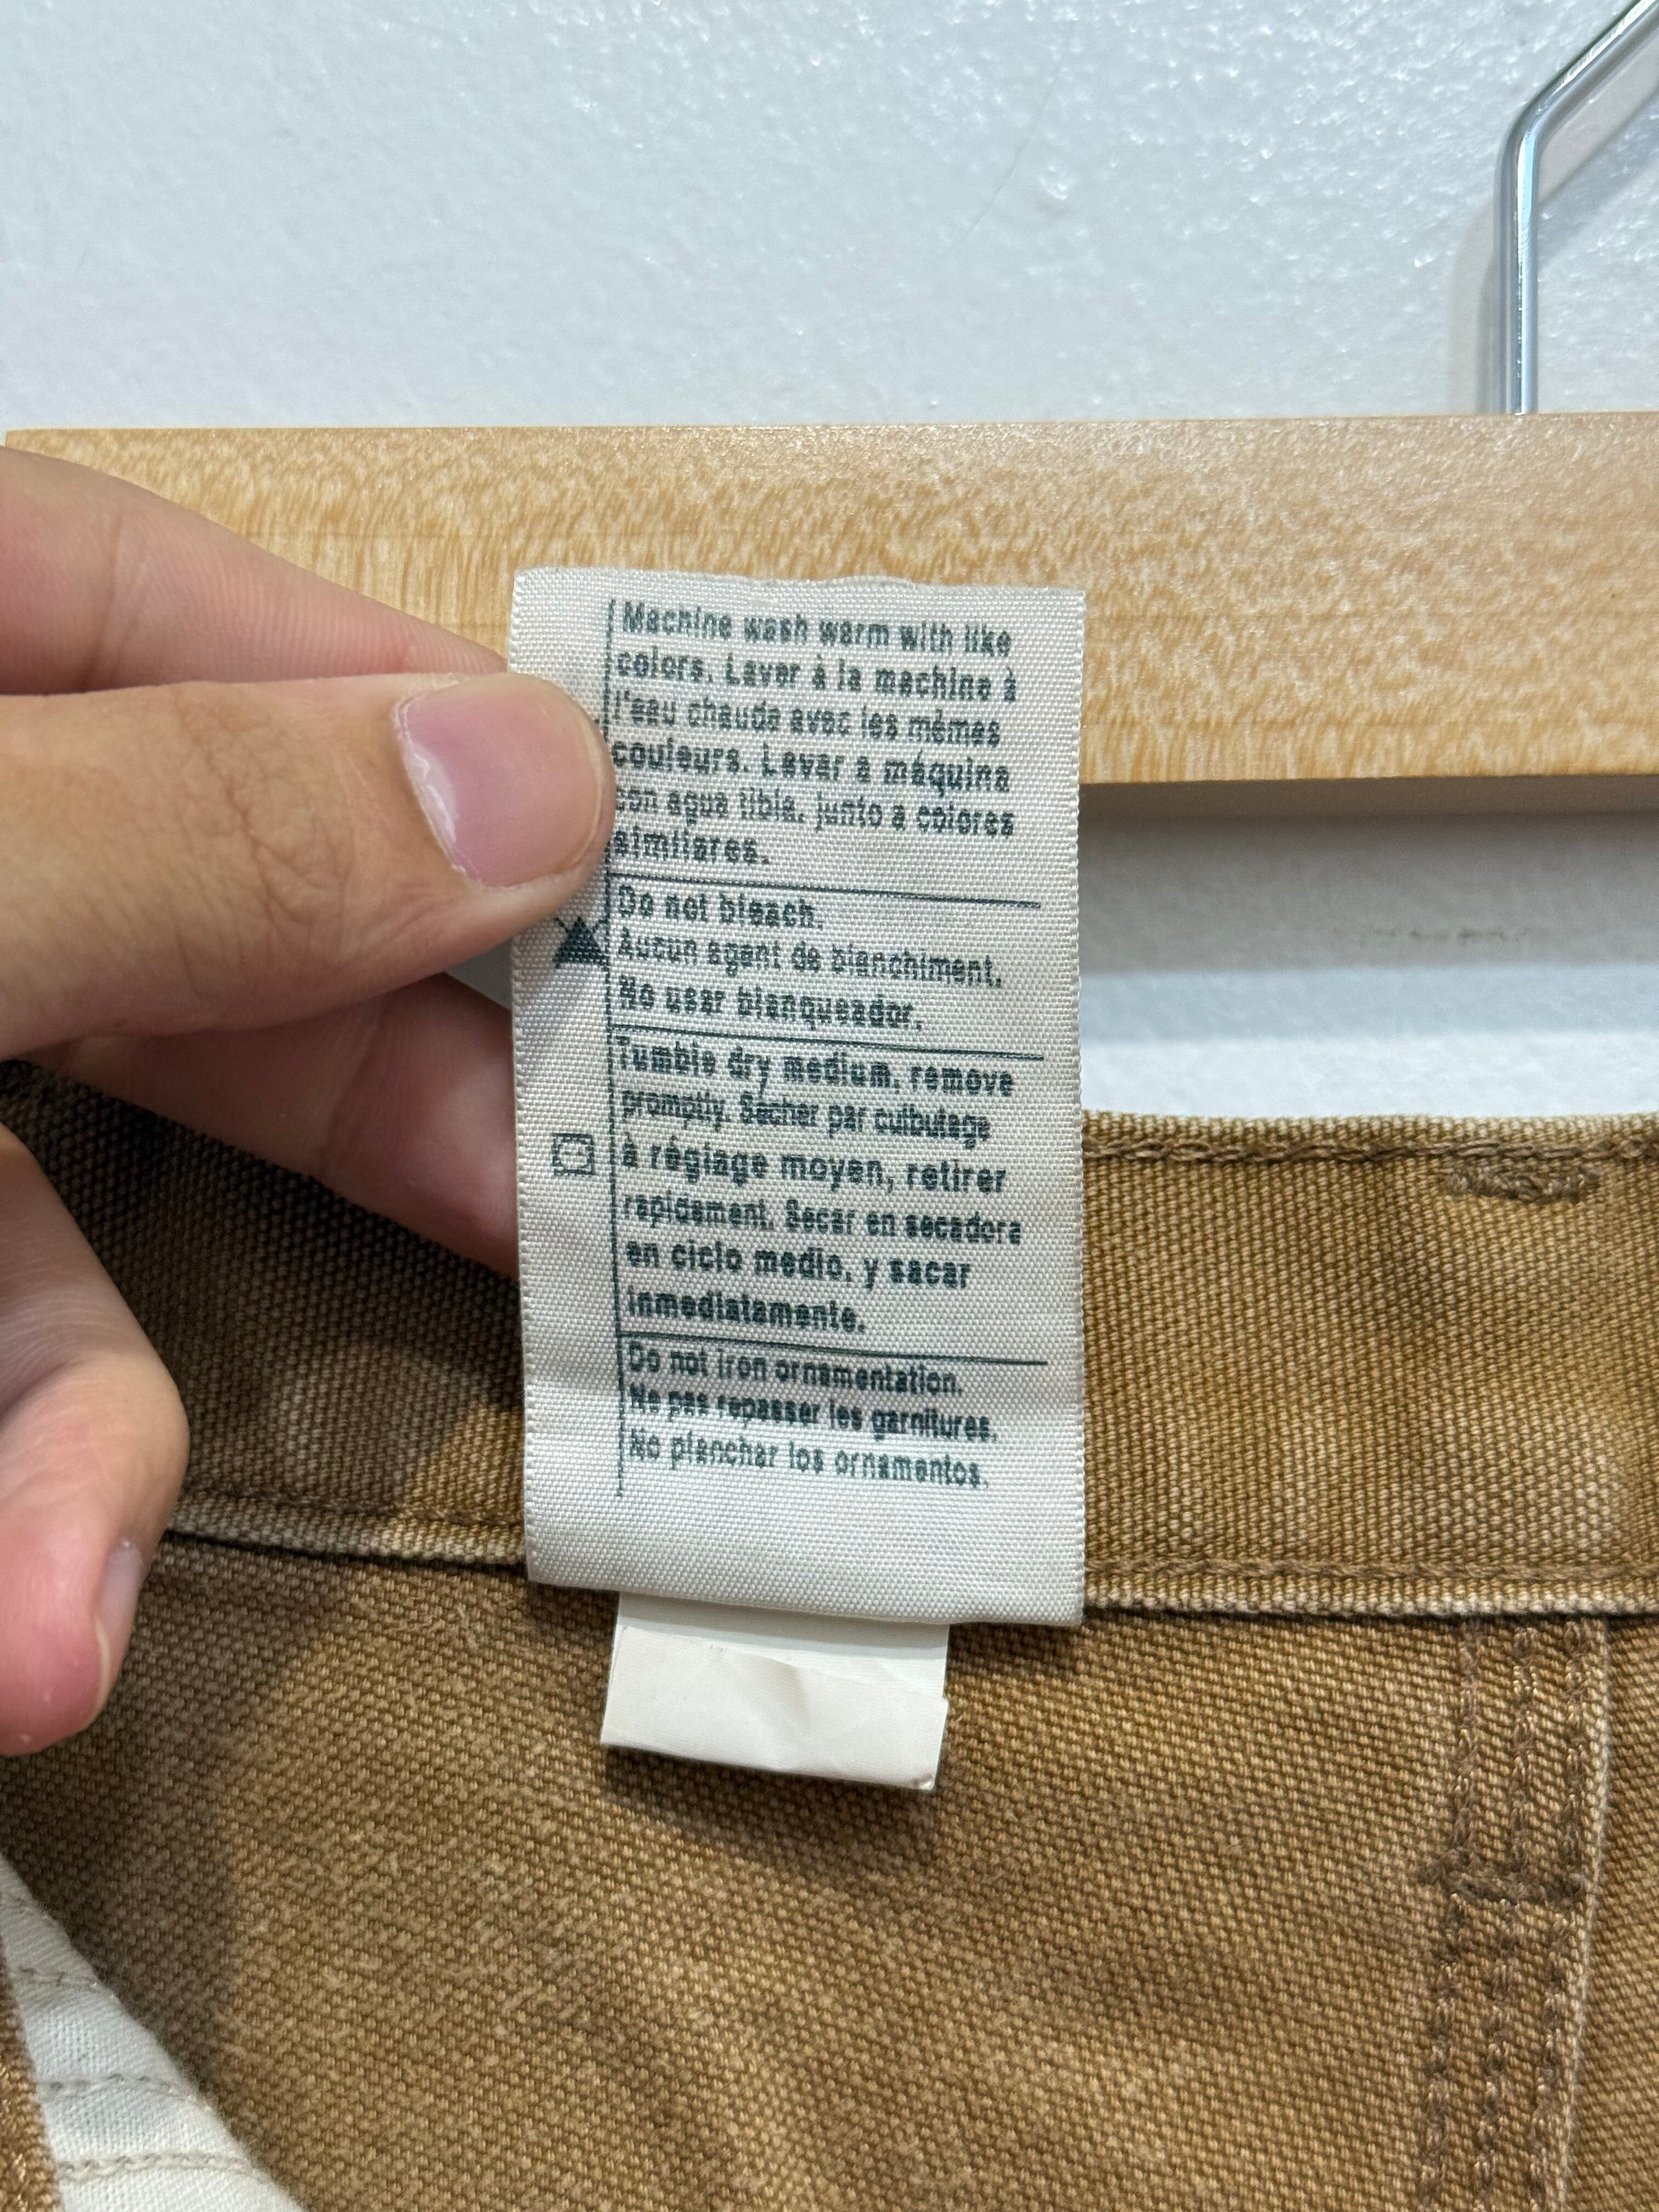 Machine wash warm with like
colors. Laver à la machine à
l'eau chaude avec les mêmes
couleurs. Lavar a máquina
con agua tibia, junto a colores
similares.
Do not bleach.
Aucun agent de blanchiment.
No usar blanqueador.
Tumble dry medium, remove
promptly. Sécher par culbutage
à réglage moyen, retirer
rapidement. Secar en secadora
en ciclo medio, y sacar
inmediatamente.
Do not iron ornamentation.
Ne pas repasser les garnitures.
No planchar los ornamentos.